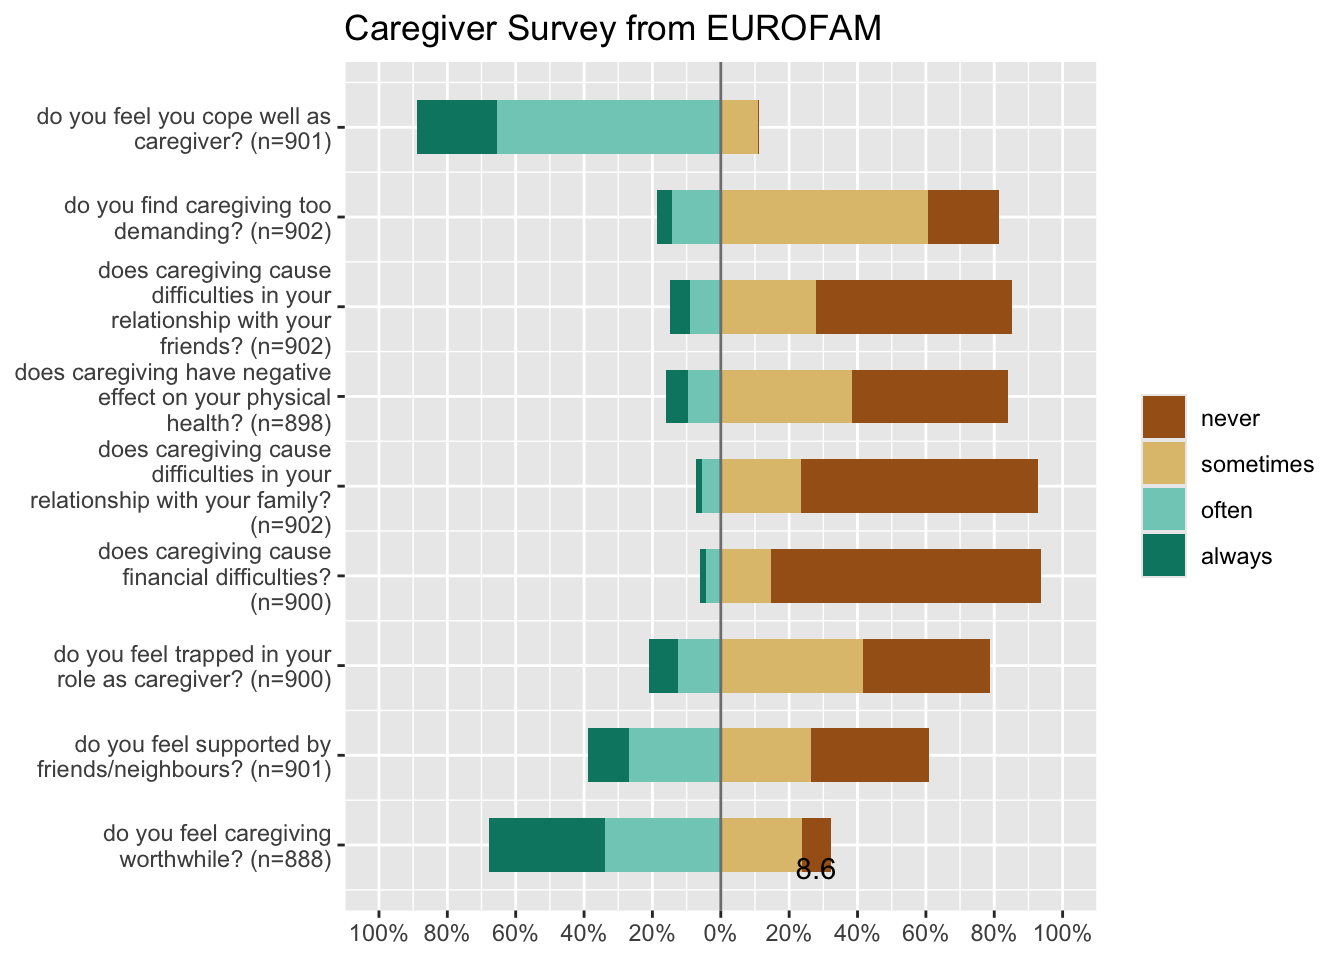 Caregiver Survey from EUROFAM
do you feel you cope well as
caregiver? (n=901)
do you find caregiving too
demanding? (n=902)
does caregiving cause
difficulties in your
relationship with your
friends? (n=902)
does caregiving have negative
effect on your physical
health? (n=898)
does caregiving cause
difficulties in your
relationship with your family?
(n=902)
does caregiving cause
financial difficulties?
(n=900)
do you feel trapped in your
role as caregiver? (n=900)
do you feel supported by
friends/neighbours? (n=901)
do you feel caregiving
worthwhile? (n=888)
8.6
100% 80% 60% 40% 20% 0% 20% 40% 60% 80% 100%
never
sometimes
often
always